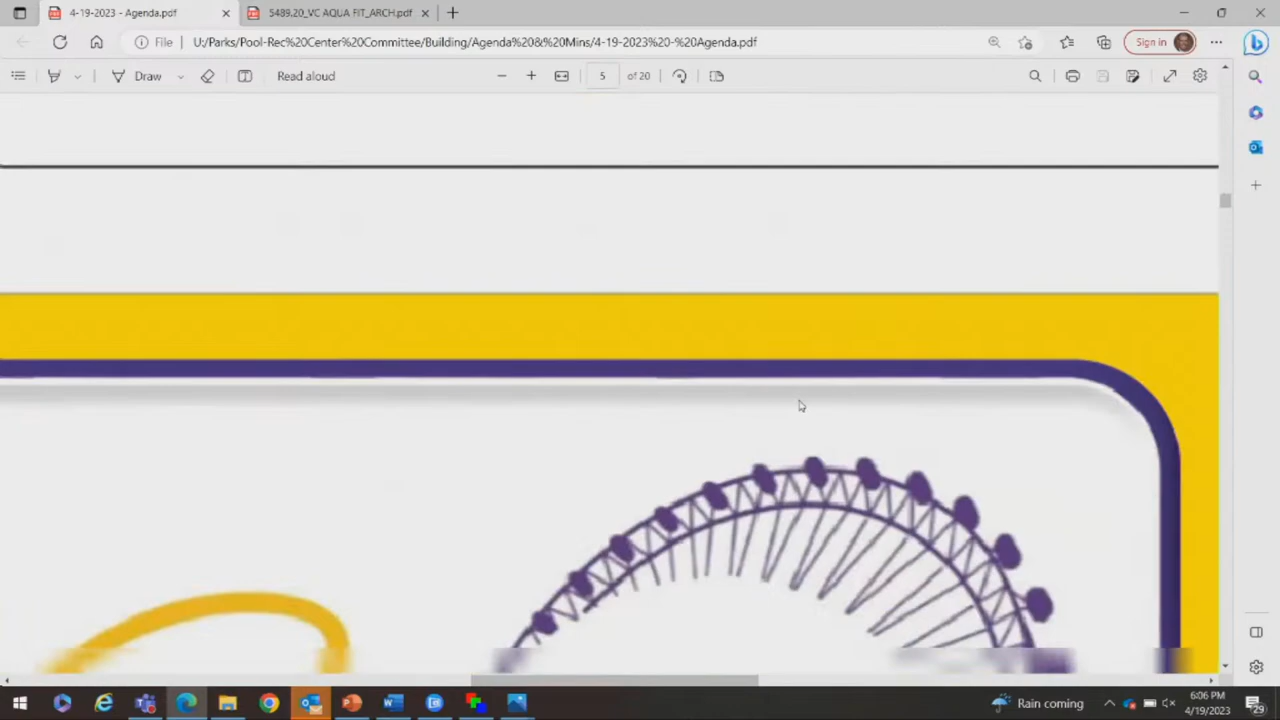 4-19-2023 - Agenda.pdf
5489.20_VC AQUA FIT_ARCH.pdf
File
U:/Parks/Pool-Rec%20Center%20Committee/Building/Agenda%20&%20Mins/4-19-2023%20-%20Agenda.pdf
Sign in
Draw
Read aloud
5 of 20
Rain coming
6:06 PM
4/19/2023
29